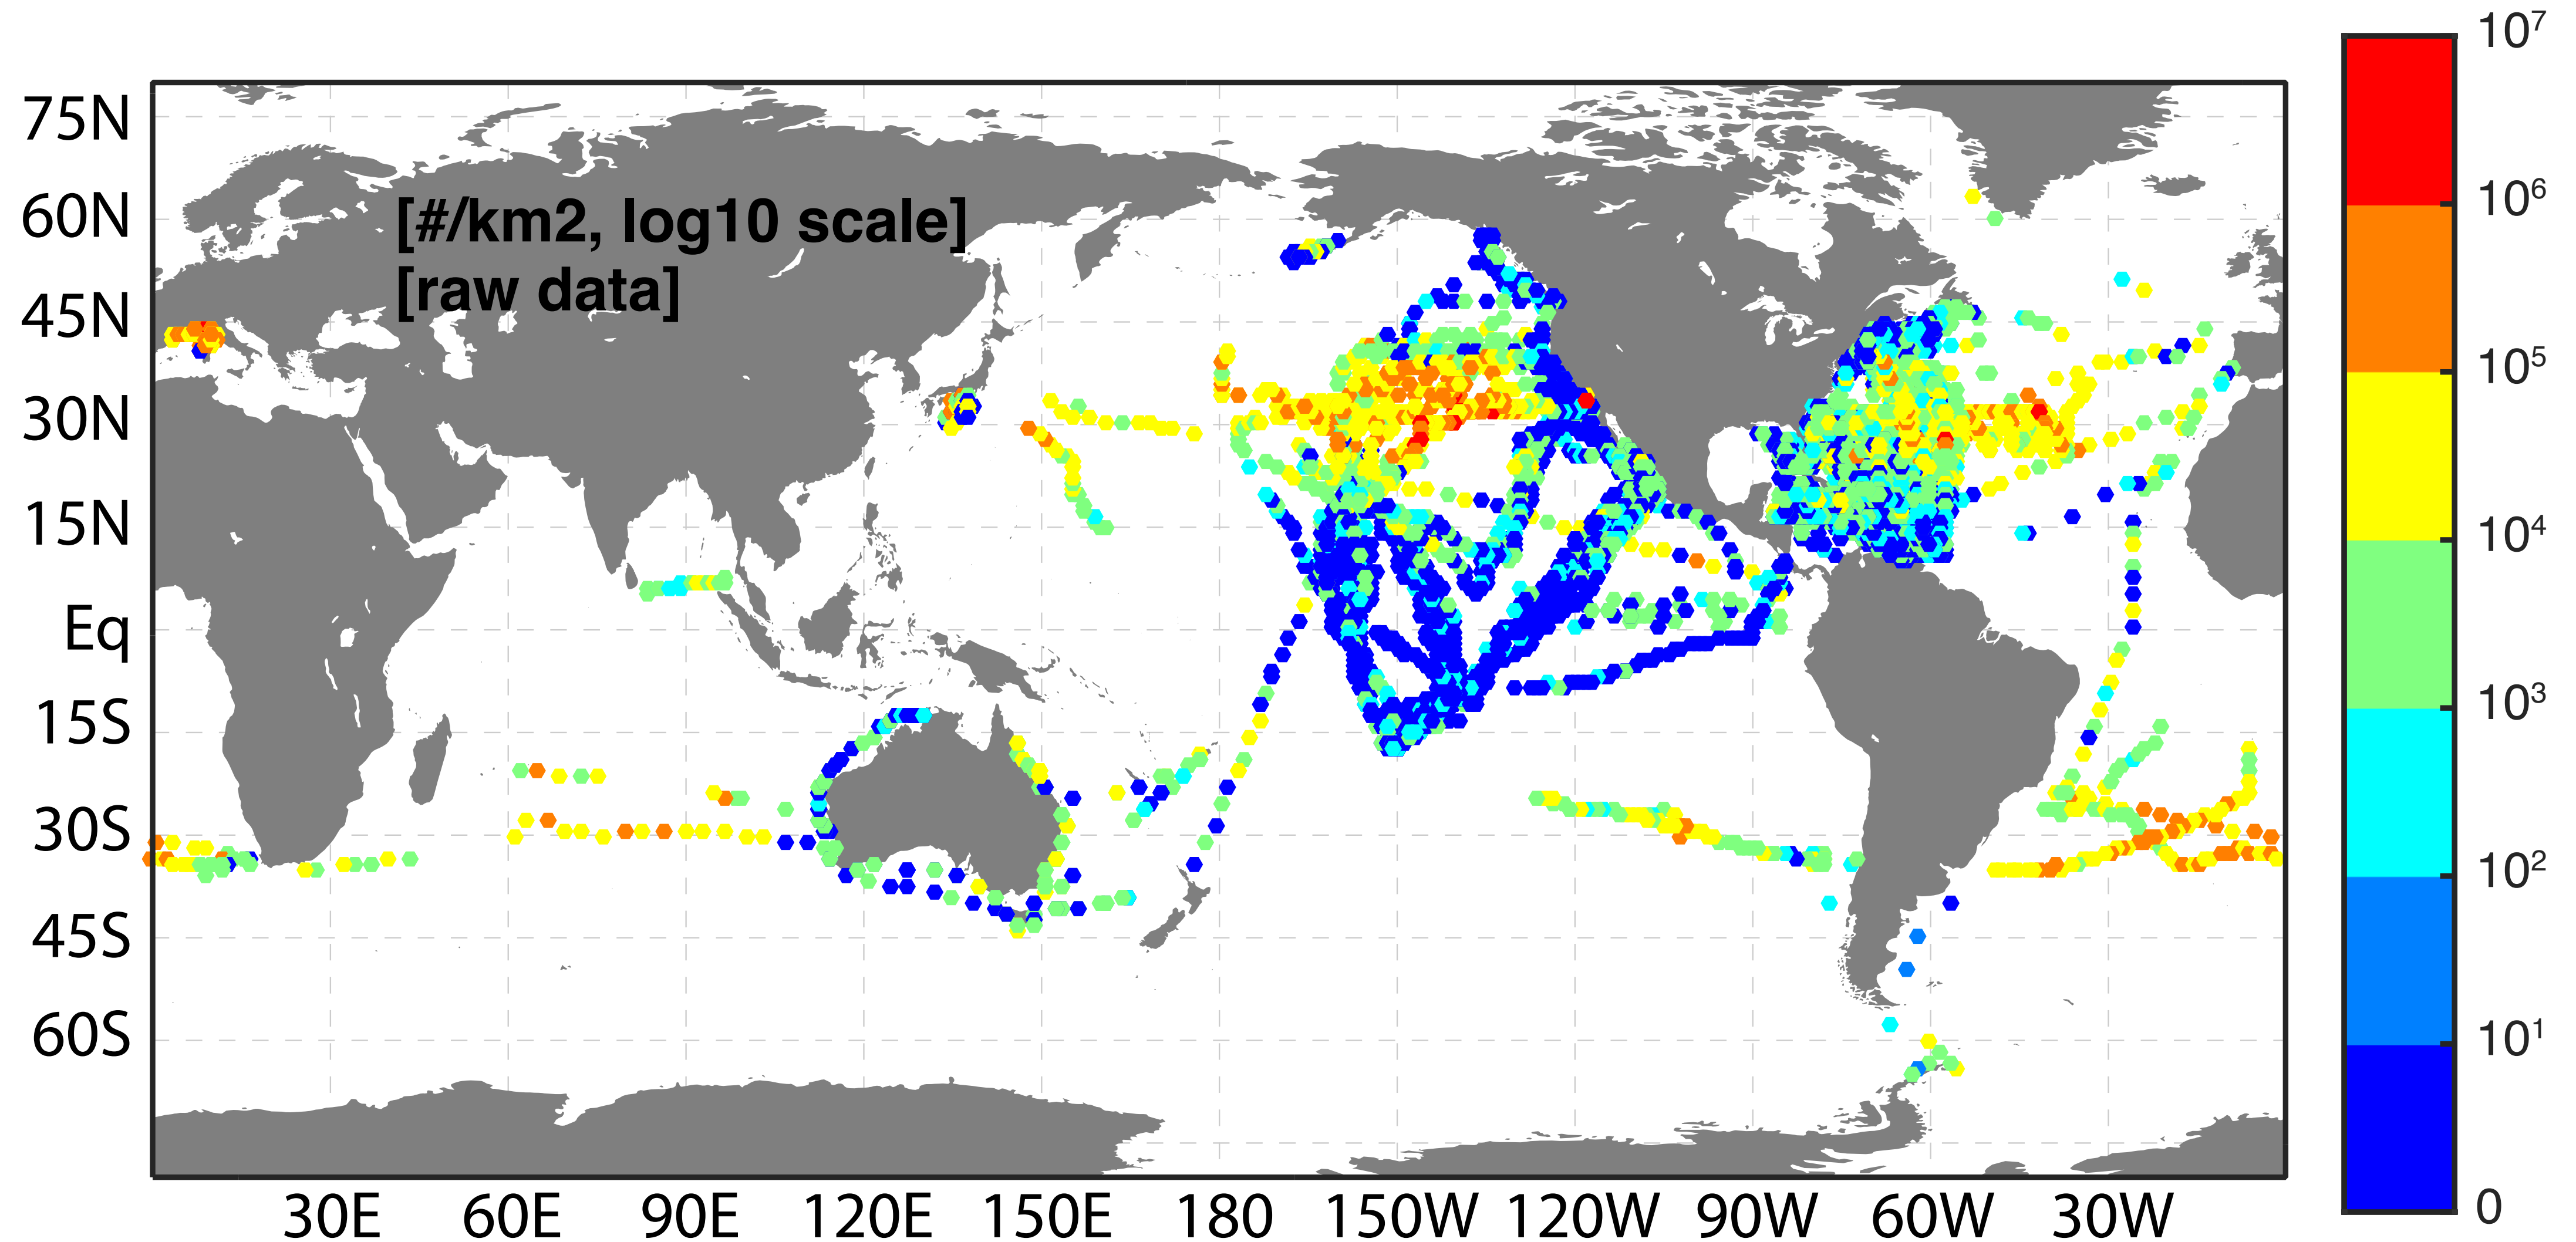 10⁷
75N
10⁶
60N
[#/km2, log10 scale]
[raw data]
45N
10⁵
30N
10⁴
15N
Eq
10³
15S
30S
10²
45S
60S
10¹
0
30E 60E 90E 120E 150E 180 150W 120W 90W 60W 30W